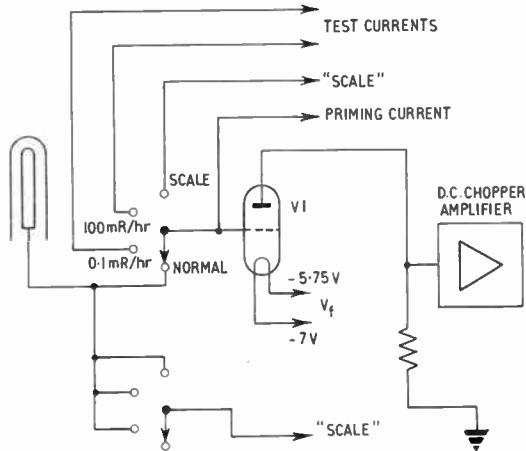 TEST CURRENTS
"SCALE"
PRIMING CURRENT
SCALE
V1
D.C. CHOPPER
AMPLIFIER
100mR/hr
0·1mR/hr
NORMAL
-5·75V
Vf
-7V
"SCALE"